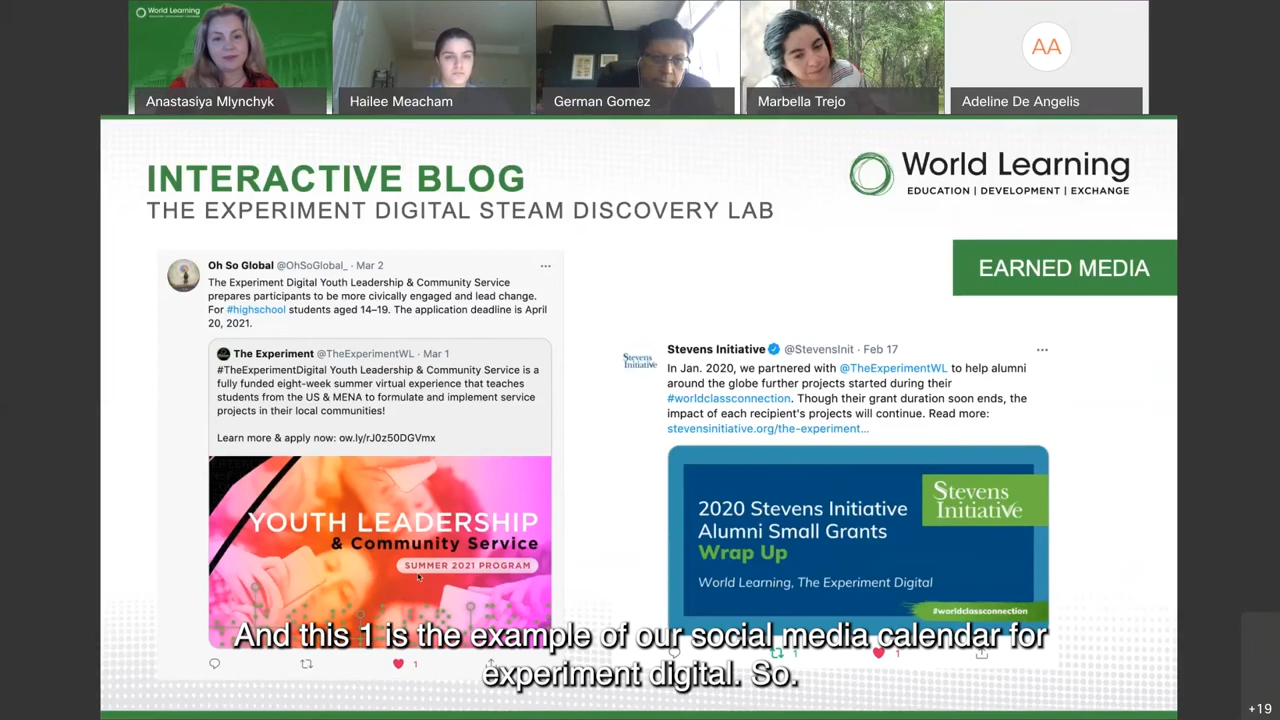 World Learning
Anastasiya Mlynchyk
Hailee Meacham
German Gomez
Marbella Trejo
AA
Adeline De Angelis
INTERACTIVE BLOG
THE EXPERIMENT DIGITAL STEAM DISCOVERY LAB
World Learning
EDUCATION | DEVELOPMENT | EXCHANGE
EARNED MEDIA
Oh So Global @OhSoGlobal_ · Mar 2
The Experiment Digital Youth Leadership & Community Service
prepares participants to be more civically engaged and lead change.
For #highschool students aged 14–19. The application deadline is April
20, 2021.
The Experiment @TheExperimentWL · Mar 1
#TheExperimentDigital Youth Leadership & Community Service is a
fully funded eight-week summer virtual experience that teaches
students from the US & MENA to formulate and implement service
projects in their local communities!
Learn more & apply now: ow.ly/rJ0z50DGVmx
YOUTH LEADERSHIP
& Community Service
SUMMER 2021 PROGRAM
1
Stevens Initiative
Stevens Initiative @StevensInit · Feb 17
In Jan. 2020, we partnered with @TheExperimentWL to help alumni
around the globe further projects started during their
#worldclassconnection. Though their grant duration soon ends, the
impact of each recipient's projects will continue. Read more:
stevensinitiative.org/the-experiment...
Stevens
Initiative
2020 Stevens Initiative
Alumni Small Grants
Wrap Up
World Learning, The Experiment Digital
#worldclassconnection
1
1
And this 1 is the example of our social media calendar for
experiment digital. So.
+19